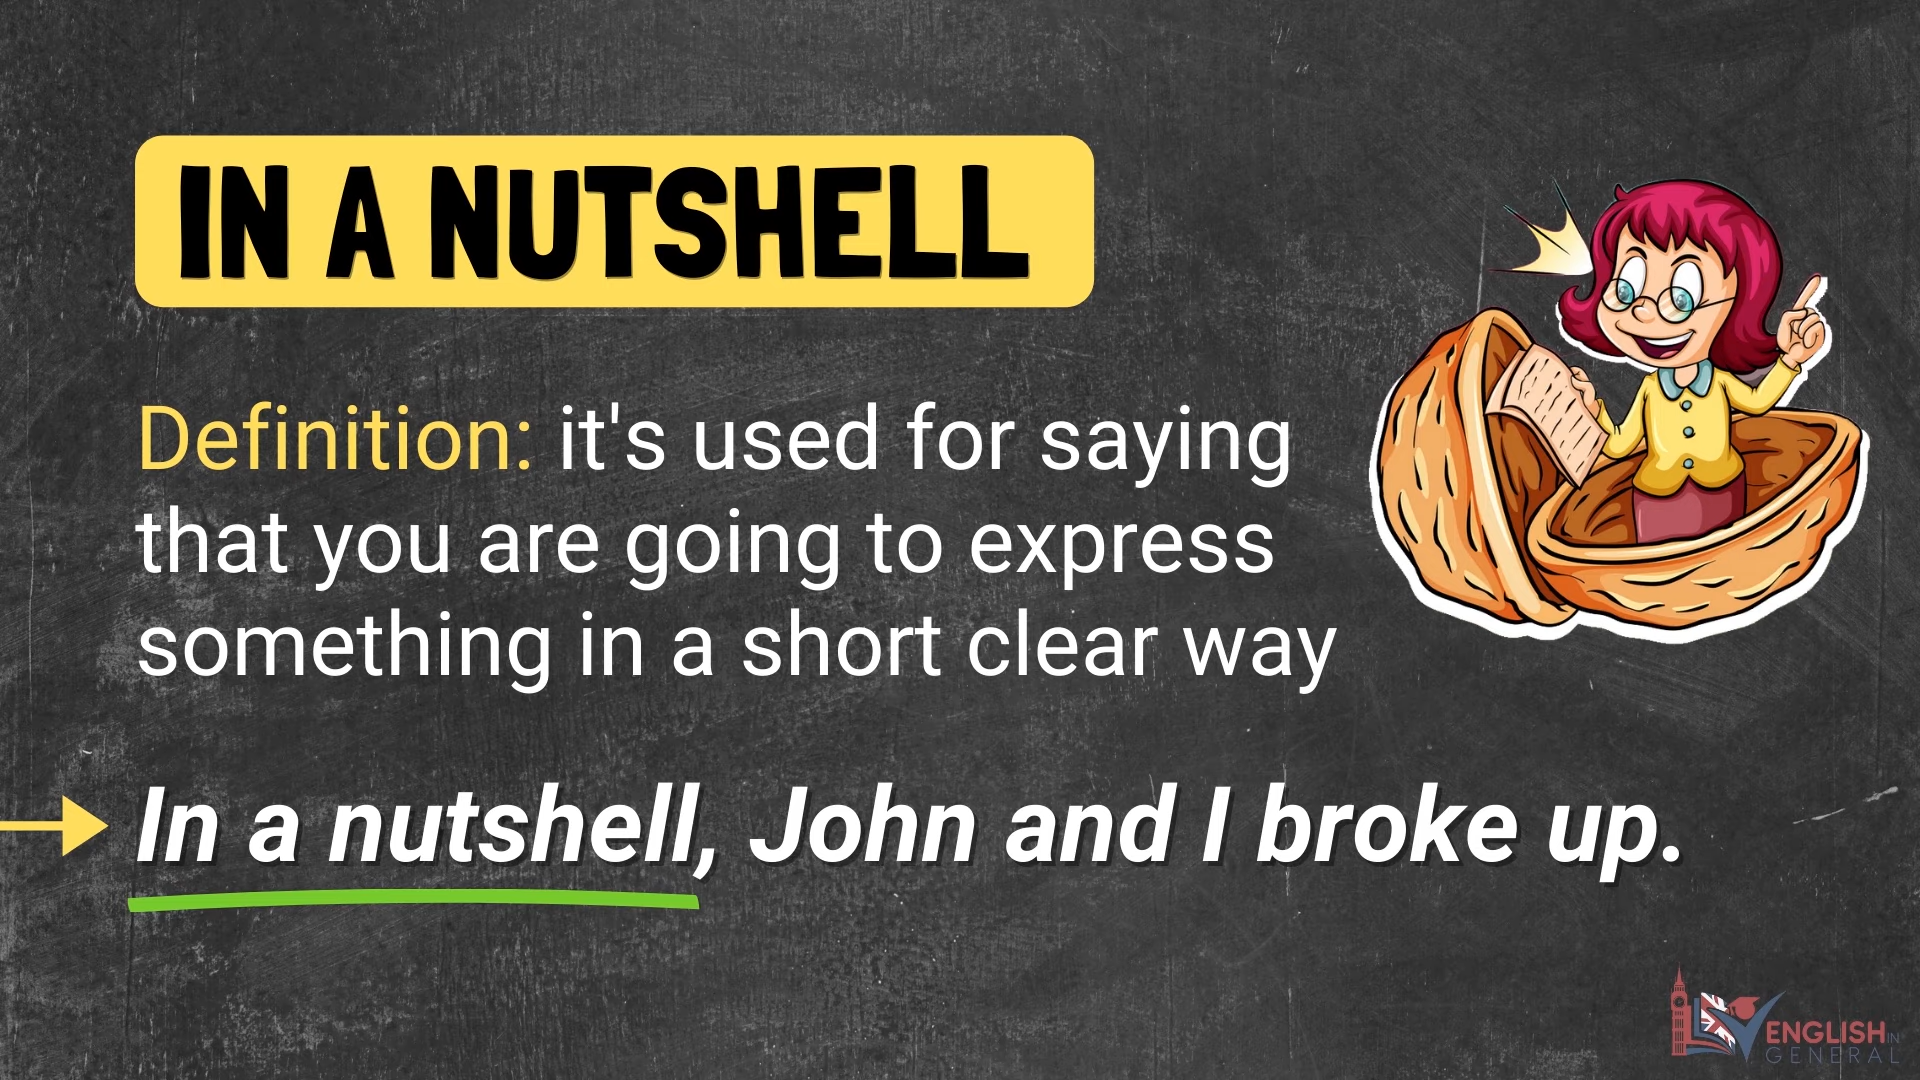 IN A NUTSHELL
Definition: it's used for saying
that you are going to express
something in a short clear way
In a nutshell, John and I broke up.
ENGLISH IN
GENERAL